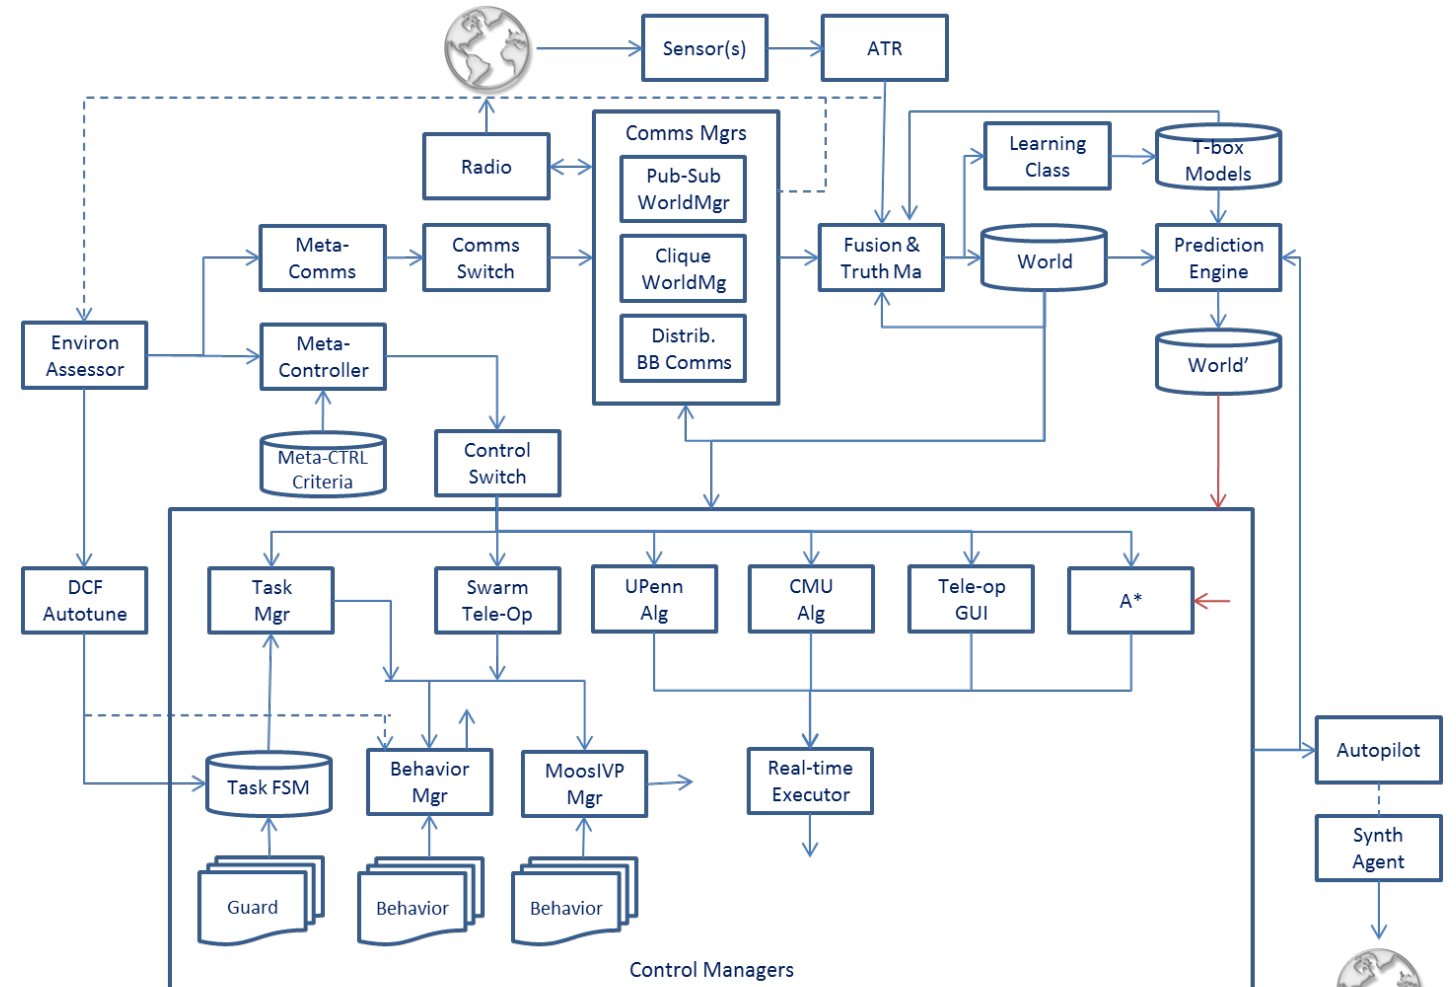 Sensor(s)
ATR
Comms Mgrs
Radio
Pub-Sub
WorldMgr
Learning
Class
T-box
Models
Meta-
Comms
Comms
Switch
Clique
WorldMg
Fusion &
Truth Ma
World
Prediction
Engine
Environ
Assessor
Meta-
Controller
Distrib.
BB Comms
World’
Meta-CTRL
Criteria
Control
Switch
DCF
Autotune
Task
Mgr
Swarm
Tele-Op
UPenn
Alg
CMU
Alg
Tele-op
GUI
A*
Task FSM
Behavior
Mgr
MoosIVP
Mgr
Real-time
Executor
Autopilot
Synth
Agent
Guard
Behavior
Behavior
Control Managers